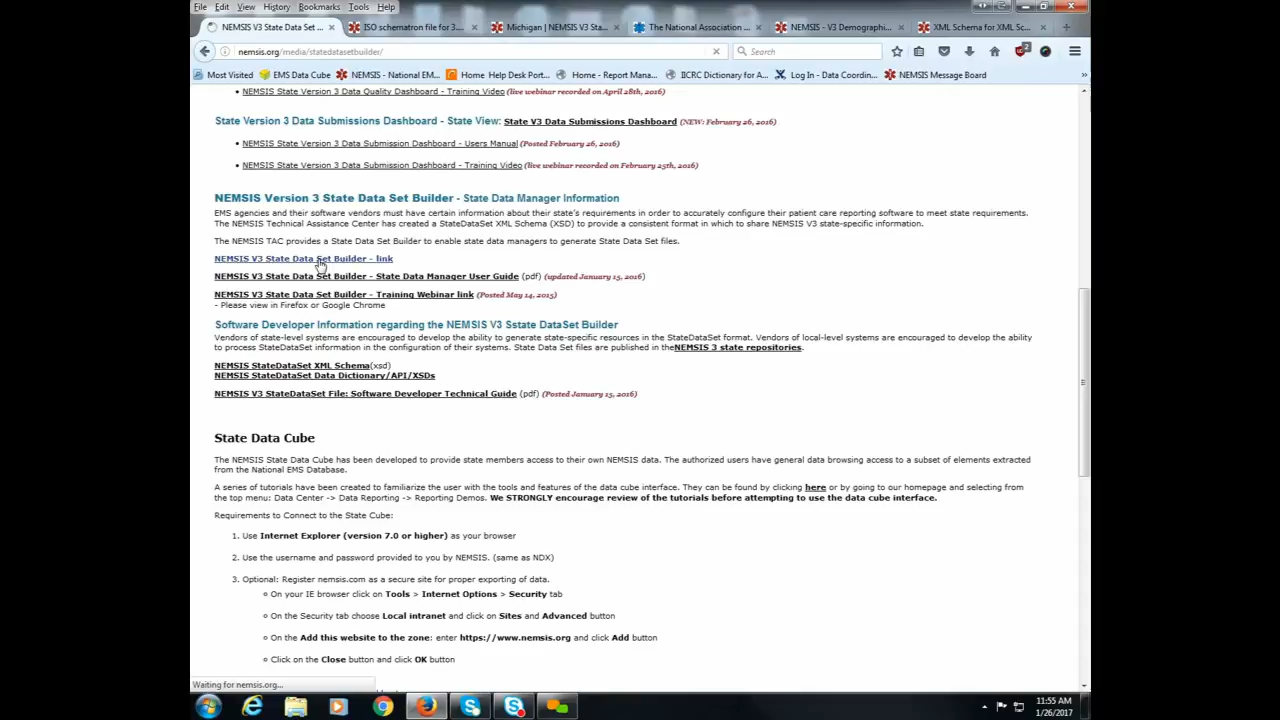 File Edit View History Bookmarks Tools Help
NEMSIS V3 State Data Set ... × ISO schematron file for 3.... × Michigan | NEMSIS V3 Sta... × The National Association ... × NEMSIS - V3 Demographi... × XML Schema for XML Sc... × +
nemsis.org/media/statedatasetbuilder/ Search 2
Most Visited EMS Data Cube NEMSIS - National EM... Home Help Desk Port... Home - Report Mana... IICRC Dictionary for A... Log In - Data Coordin... NEMSIS Message Board »
• NEMSIS State Version 3 Data Quality Dashboard - Training Video (live webinar recorded on April 28th, 2016)
State Version 3 Data Submissions Dashboard - State View: State V3 Data Submissions Dashboard (NEW: February 26, 2016)
• NEMSIS State Version 3 Data Submission Dashboard - Users Manual (Posted February 26, 2016)
• NEMSIS State Version 3 Data Submission Dashboard - Training Video (live webinar recorded on February 25th, 2016)
NEMSIS Version 3 State Data Set Builder - State Data Manager Information
EMS agencies and their software vendors must have certain information about their state's requirements in order to accurately configure their patient care reporting software to meet state requirements.
The NEMSIS Technical Assistance Center has created a StateDataSet XML Schema (XSD) to provide a consistent format in which to share NEMSIS V3 state-specific information.
The NEMSIS TAC provides a State Data Set Builder to enable state data managers to generate State Data Set files.
NEMSIS V3 State Data Set Builder - link
NEMSIS V3 State Data Set Builder - State Data Manager User Guide (pdf) (updated January 15, 2016)
NEMSIS V3 State Data Set Builder - Training Webinar link (Posted May 14, 2015)
- Please view in Firefox or Google Chrome
Software Developer Information regarding the NEMSIS V3 Sstate DataSet Builder
Vendors of state-level systems are encouraged to develop the ability to generate state-specific resources in the StateDataSet format. Vendors of local-level systems are encouraged to develop the ability
to process StateDataSet information in the configuration of their systems. State Data Set files are published in theNEMSIS 3 state repositories.
NEMSIS StateDataSet XML Schema(xsd)
NEMSIS StateDataSet Data Dictionary/API/XSDs
NEMSIS V3 StateDataSet File: Software Developer Technical Guide (pdf) (Posted January 15, 2016)
State Data Cube
The NEMSIS State Data Cube has been developed to provide state members access to their own NEMSIS data. The authorized users have general data browsing access to a subset of elements extracted
from the National EMS Database.
A series of tutorials have been created to familiarize the user with the tools and features of the data cube interface. They can be found by clicking here or by going to our homepage and selecting from
the top menu: Data Center -> Data Reporting -> Reporting Demos. We STRONGLY encourage review of the tutorials before attempting to use the data cube interface.
Requirements to Connect to the State Cube:
1. Use Internet Explorer (version 7.0 or higher) as your browser
2. Use the username and password provided to you by NEMSIS. (same as NDX)
3. Optional: Register nemsis.com as a secure site for proper exporting of data.
On your IE browser click on Tools > Internet Options > Security tab
On the Security tab choose Local intranet and click on Sites and Advanced button
On the Add this website to the zone: enter https://www.nemsis.org and click Add button
Click on the Close button and click OK button
Waiting for nemsis.org...
11:55 AM
1/26/2017